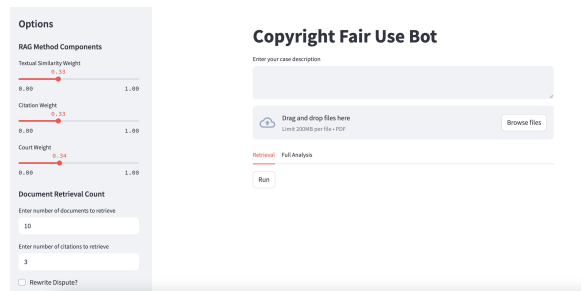 Options
RAG Method Components
Textual Similarity Weight
0.33
0.00 1.00
Citation Weight
0.33
0.00 1.00
Court Weight
0.34
0.00 1.00
Document Retrieval Count
Enter number of documents to retrieve
10
Enter number of citations to retrieve
3
Rewrite Dispute?
Copyright Fair Use Bot
Enter your case description
Drag and drop files here
Limit 200MB per file • PDF
Browse files
Retrieval Full Analysis
Run